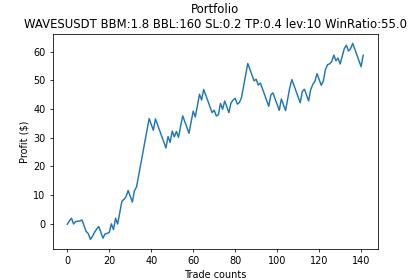 Portfolio
WAVESUSDT BBM:1.8 BBL:160 SL:0.2 TP:0.4 lev:10 WinRatio:55.0
Profit ($)
60
50
40
30
20
10
0
0 20 40 60 80 100 120 140
Trade counts